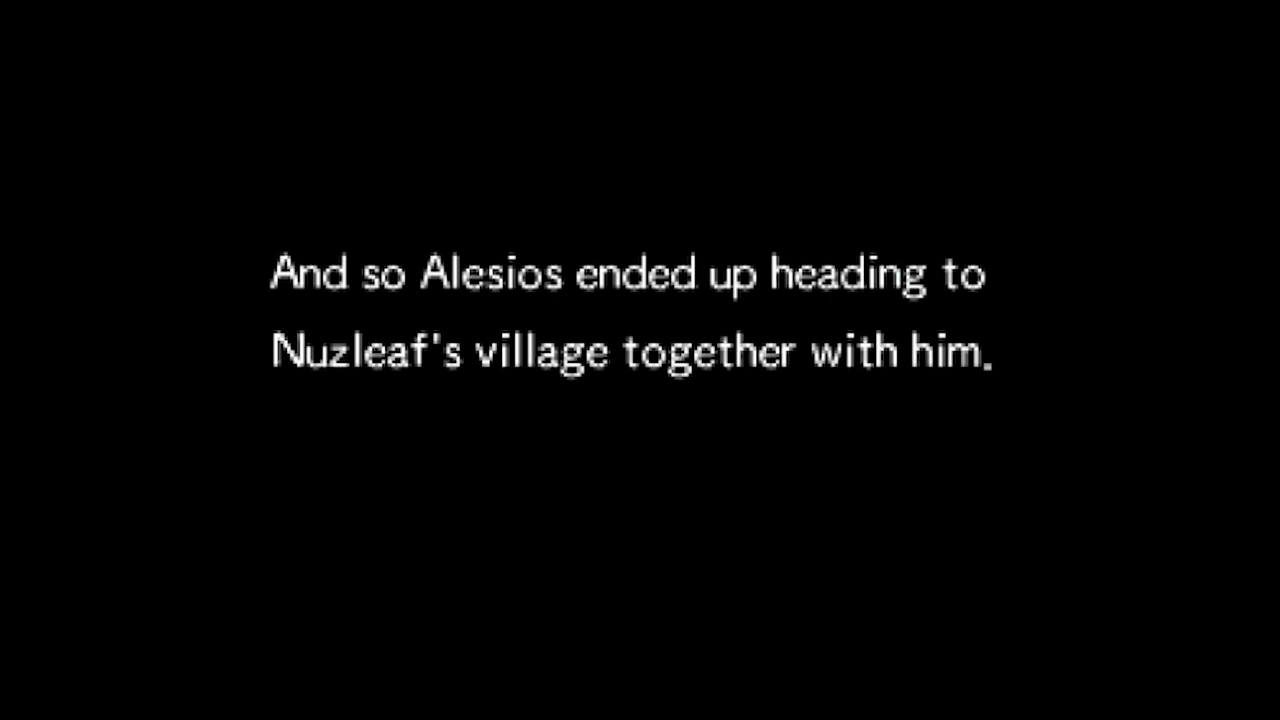 And so Alesios ended up heading to
Nuzleaf's village together with him.